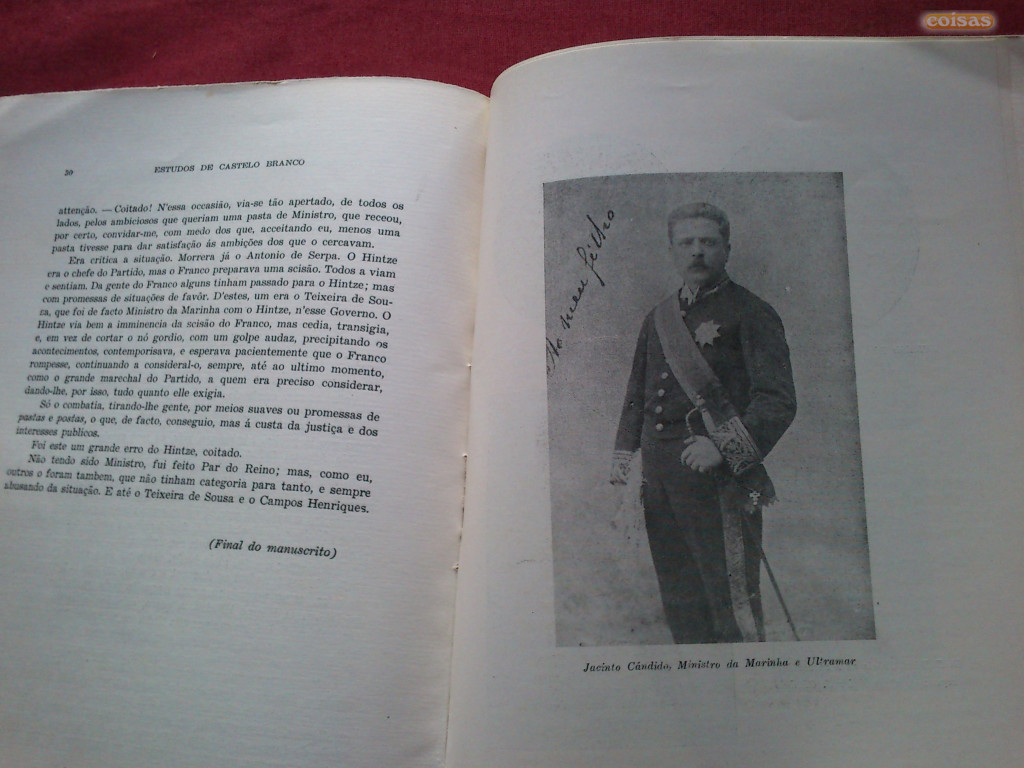 coisas
30 ESTUDOS DE CASTELO BRANCO
attenção. — Coitado! N'essa occasião, via-se tão apertado, de todos os
lados, pelos ambiciosos que queriam uma pasta de Ministro, que receou,
por certo, convidar-me, com medo dos que, acceitando eu, menos uma
pasta tivesse para dar satisfação ás ambições dos que o cercavam.
Era critica a situação. Morrera já o Antonio de Serpa. O Hintze
era o chefe do Partido, mas o Franco preparava uma scisão. Todos a viam
e sentiam. Da gente do Franco alguns tinham passado para o Hintze; mas
com promessas de situações de favôr. D'estes, um era o Teixeira de Sou-
za, que foi de facto Ministro da Marinha com o Hintze, n'esse Governo. O
Hintze via bem a imminencia da scisão do Franco, mas cedia, transigia,
e, em vez de cortar o nó gordio, com um golpe audaz, precipitando os
acontecimentos, contemporisava, e esperava pacientemente que o Franco
rompesse, continuando a consideral-o, sempre, até ao ultimo momento,
como o grande marechal do Partido, a quem era preciso considerar,
dando-lhe, por isso, tudo quanto elle exigia.
Só o combatia, tirando-lhe gente, por meios suaves ou promessas de
pastas e postas, o que, de facto, conseguio, mas á custa da justiça e dos
interesses publicos.
Foi este um grande erro do Hintze, coitado.
Não tendo sido Ministro, fui feito Par do Reino; mas, como eu,
outros o foram tambem, que não tinham categoria para tanto, e sempre
abusando da situação. E até o Teixeira de Sousa e o Campos Henriques.
(Final do manuscrito)
Ao meu filho
Jacinto Cândido, Ministro da Marinha e Ultramar